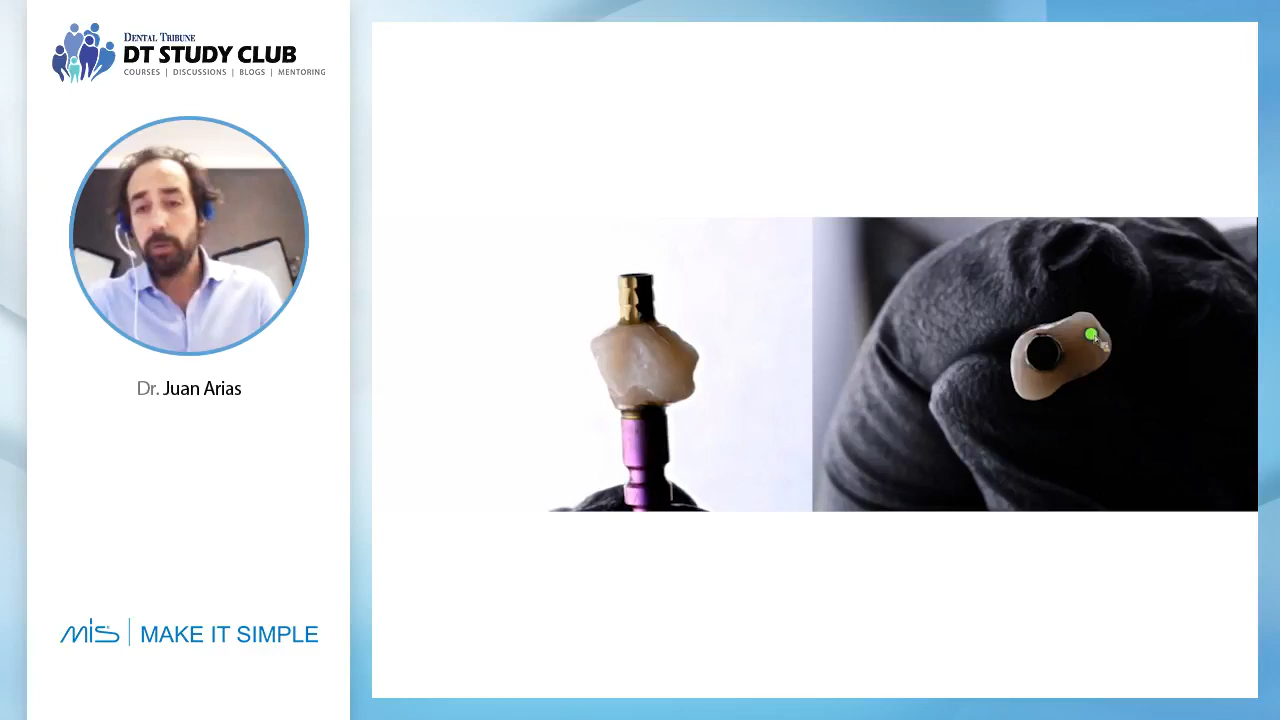 DENTAL TRIBUNE
DT STUDY CLUB
COURSES | DISCUSSIONS | BLOGS | MENTORING
Dr. Juan Arias
mis® | MAKE IT SIMPLE